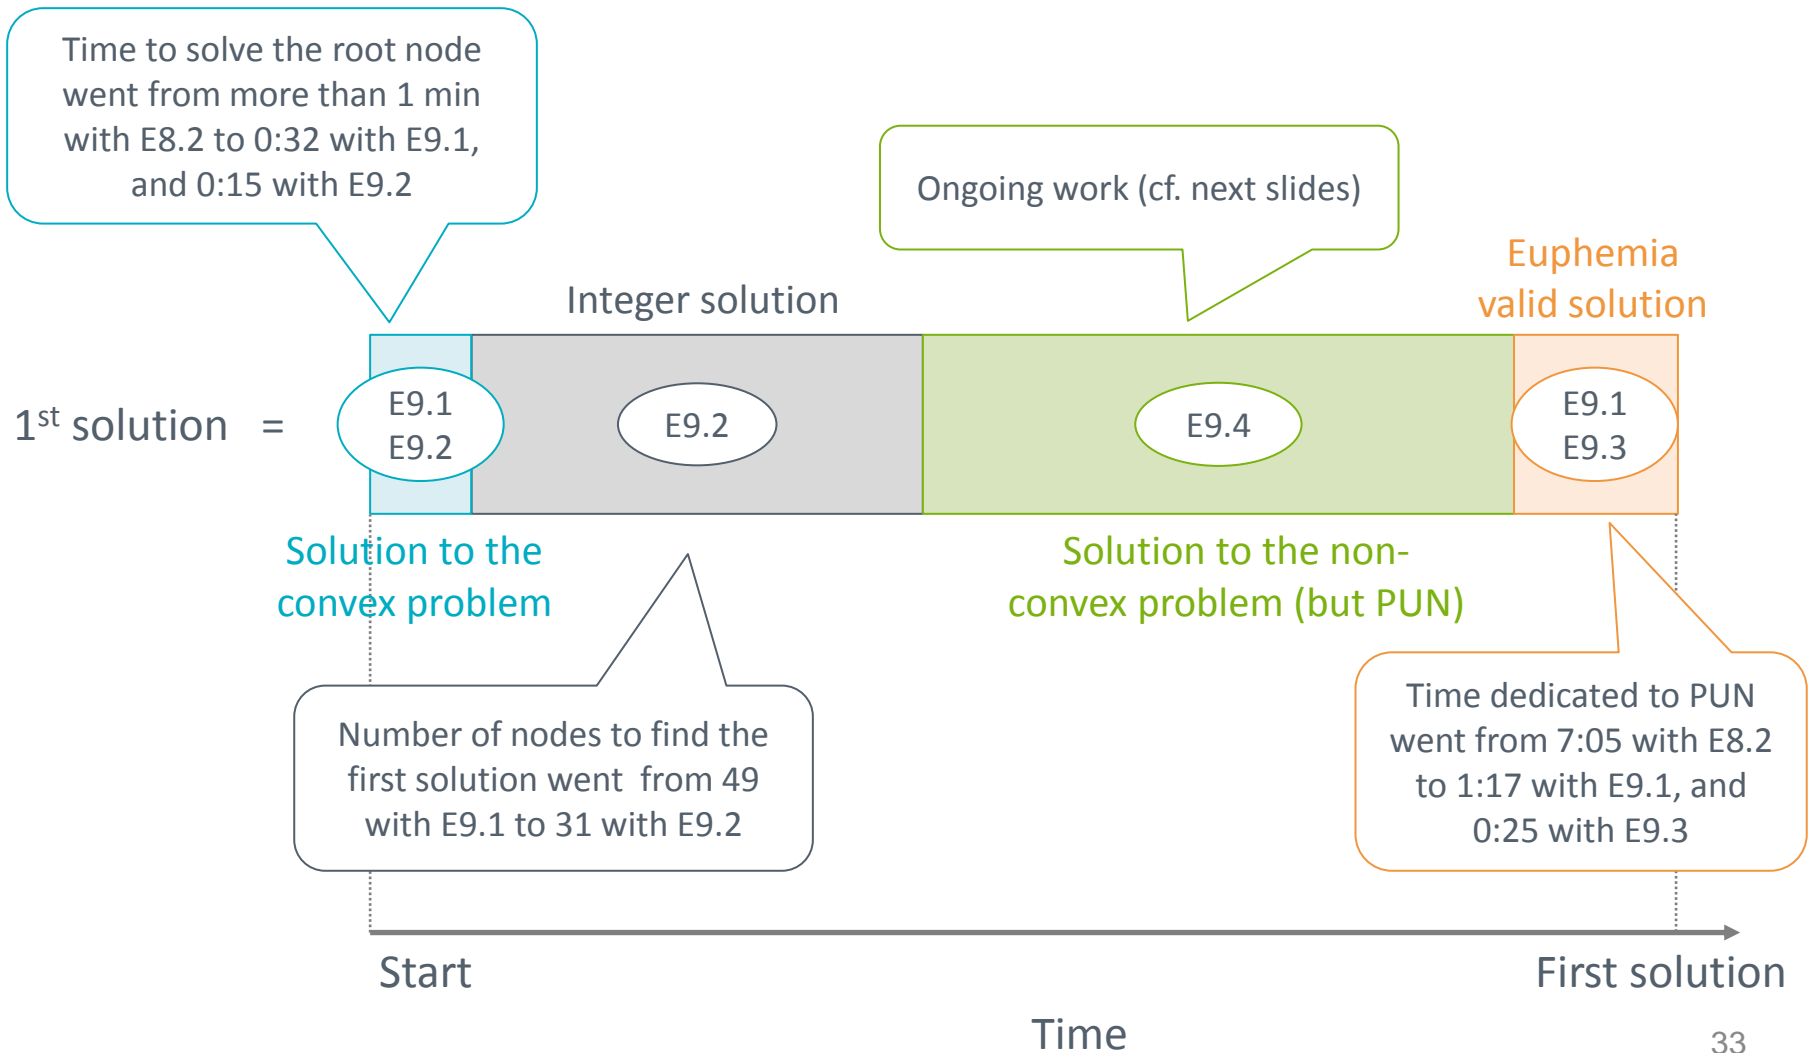 Time to solve the root node
went from more than 1 min
with E8.2 to 0:32 with E9.1,
and 0:15 with E9.2
Ongoing work (cf. next slides)
Euphemia
valid solution
Integer solution
1st solution =
E9.1
E9.2
E9.2
E9.4
E9.1
E9.3
Solution to the
convex problem
Solution to the non-
convex problem (but PUN)
Number of nodes to find the
first solution went from 49
with E9.1 to 31 with E9.2
Time dedicated to PUN
went from 7:05 with E8.2
to 1:17 with E9.1, and
0:25 with E9.3
Start
First solution
Time
33